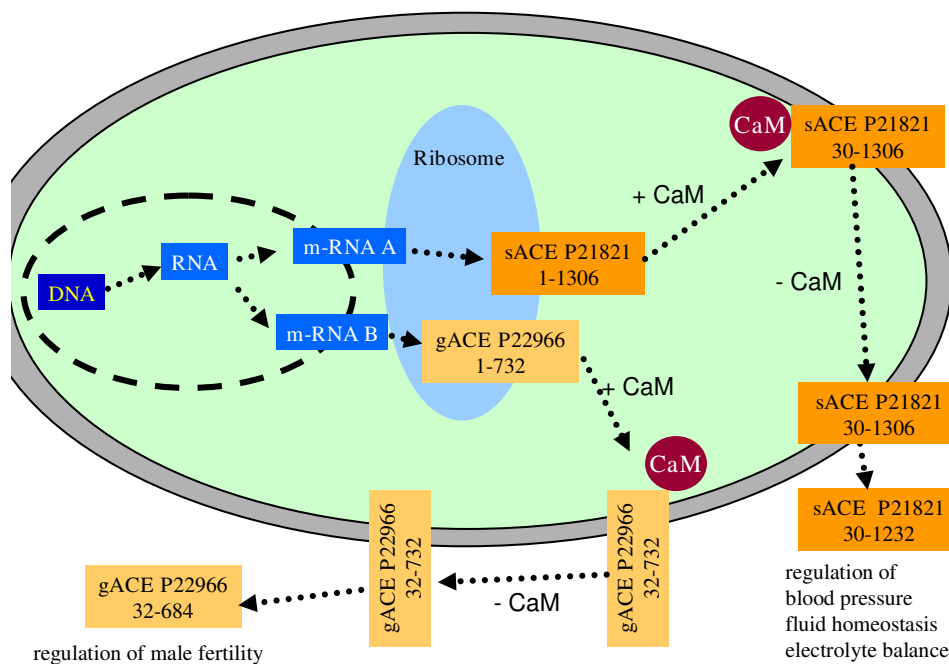 CaM
sACE P21821
30-1306
Ribosome
+ CaM
m-RNA A
RNA
sACE P21821
1-1306
DNA
- CaM
m-RNA B
gACE P22966
1-732
+ CaM
sACE P21821
30-1306
CaM
sACE P21821
30-1232
gACE P22966
32-732
gACE P22966
32-732
- CaM
gACE P22966
32-684
regulation of male fertility
regulation of
blood pressure
fluid homeostasis
electrolyte balance